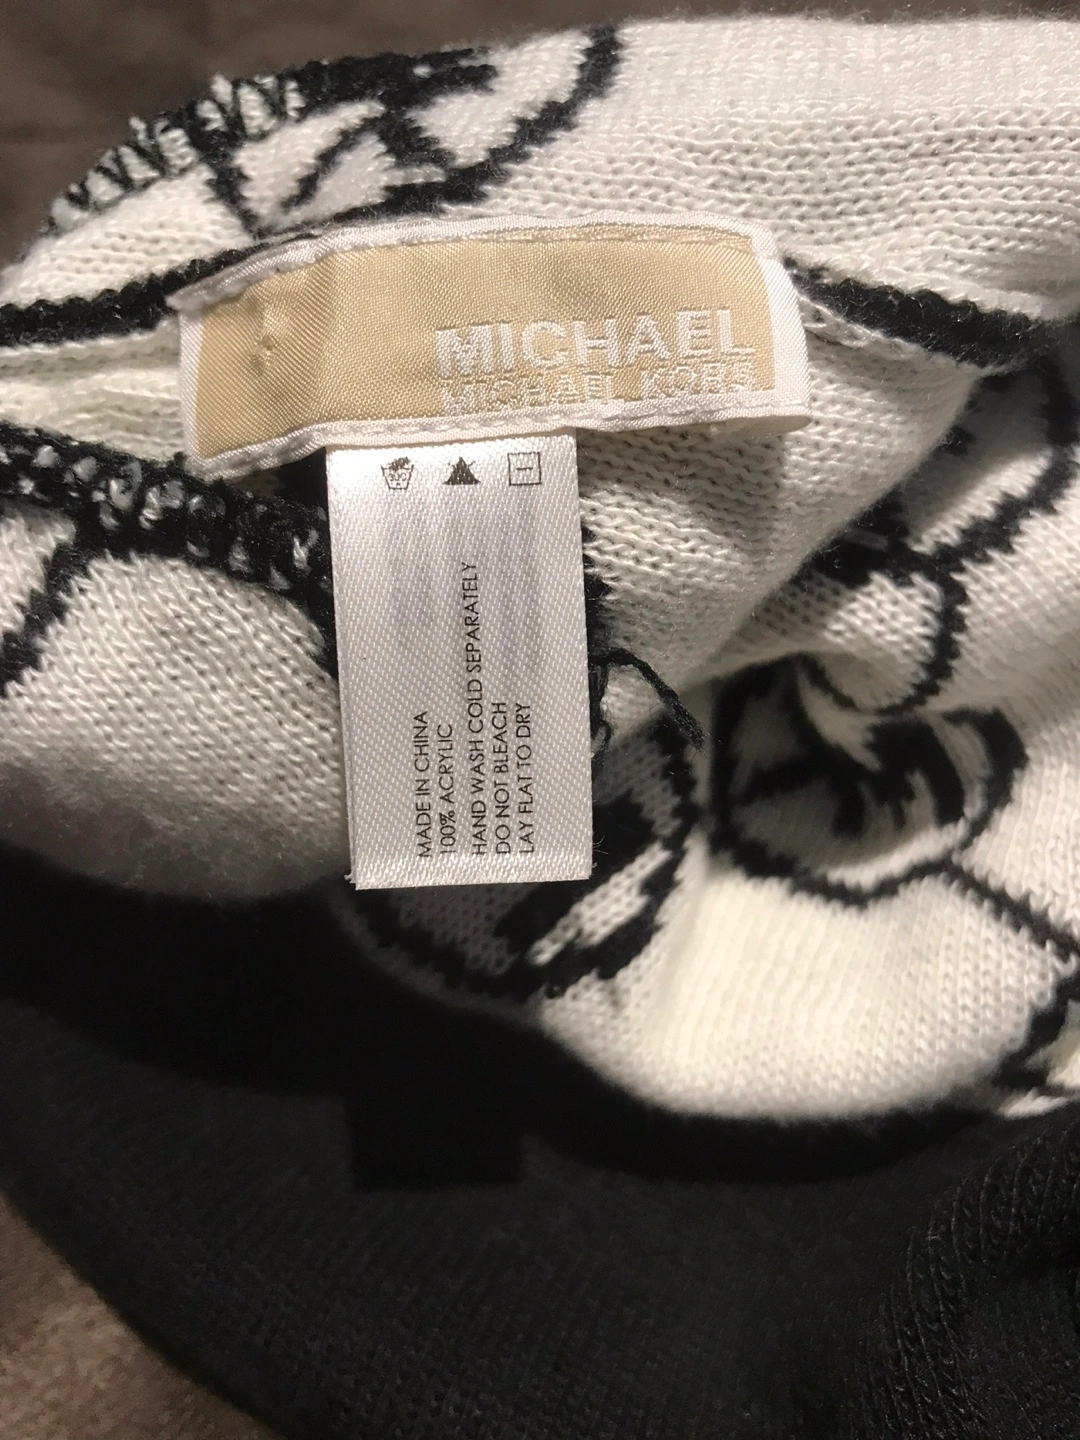 MICHAEL
MICHAEL KORS
MADE IN CHINA
100% ACRYLIC
HAND WASH COLD SEPARATELY
DO NOT BLEACH
LAY FLAT TO DRY